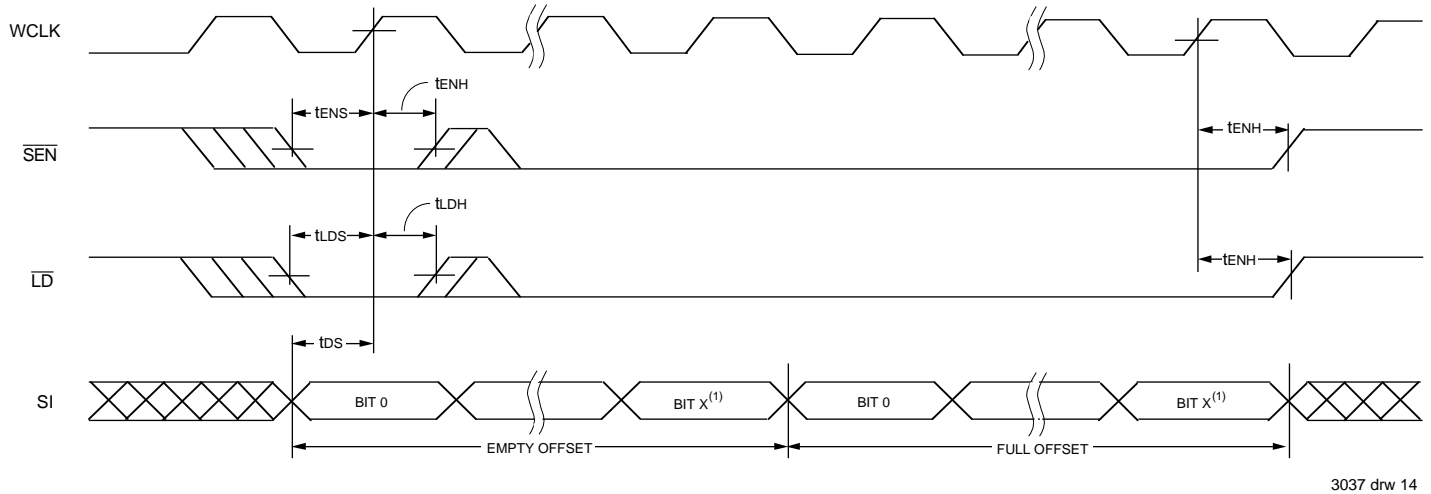 WCLK
tENH
tENS
tENH
SEN
tLDH
tLDS
tENH
LD
tDS
SI
BIT 0
BIT X(1)
BIT 0
BIT X(1)
EMPTY OFFSET
FULL OFFSET
3037 drw 14